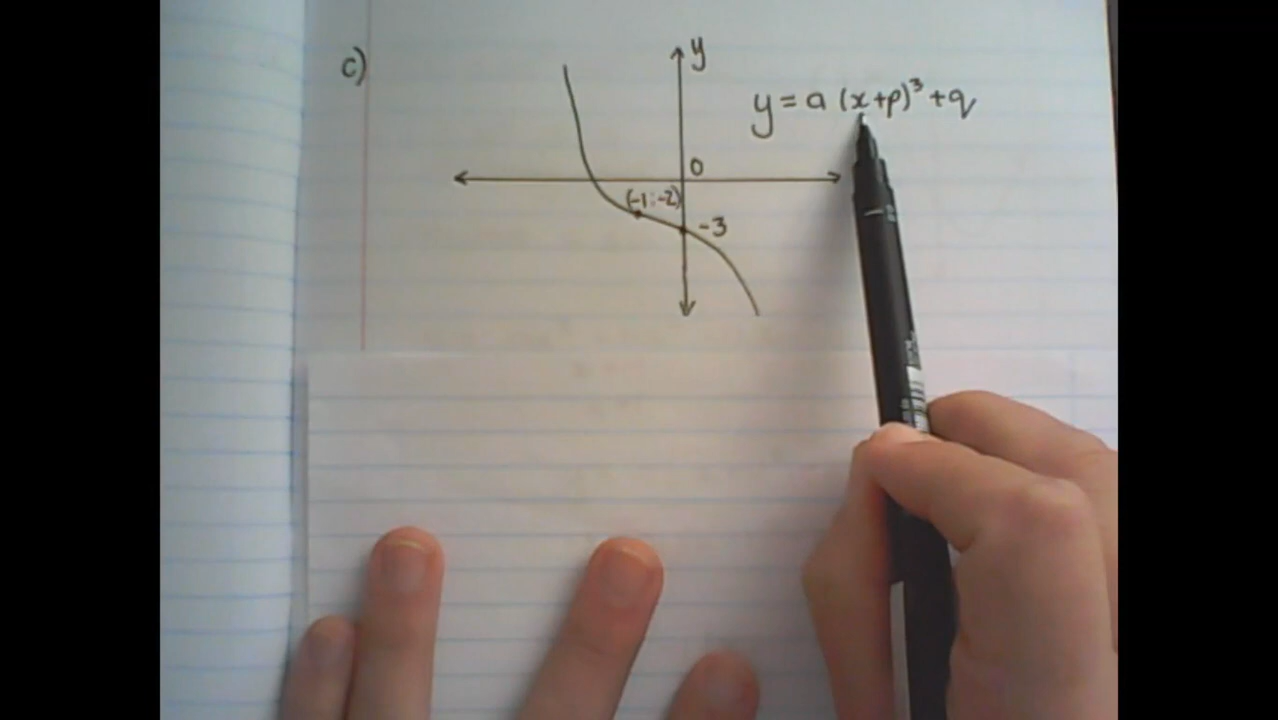 c)
y
y = a (x+p)³ + q
0
(-1;-2)
-3